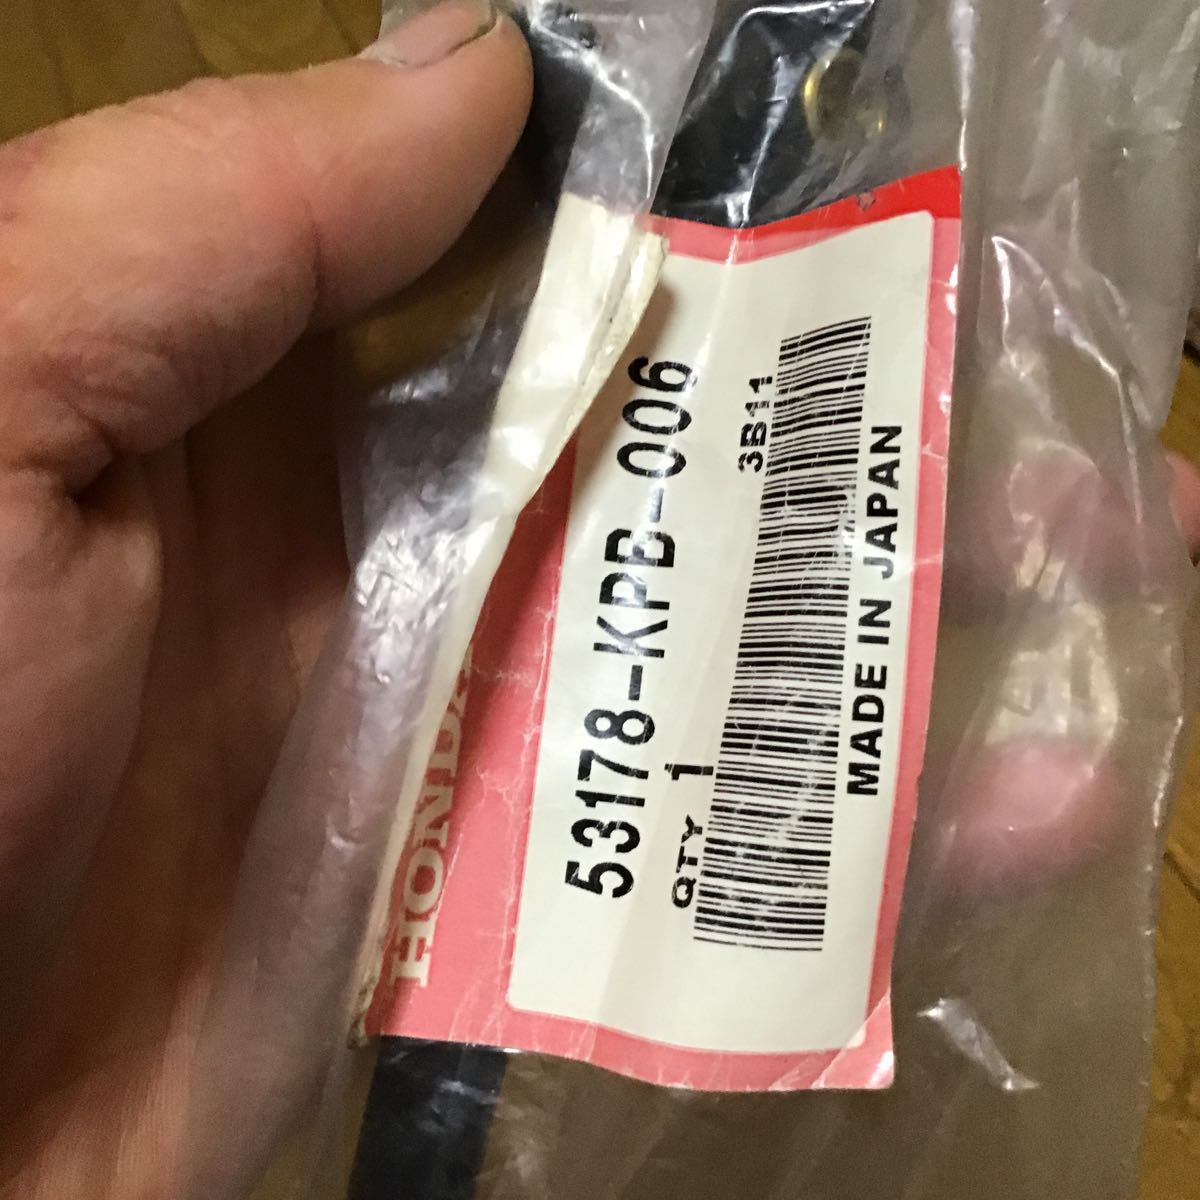 HONDA
53178-KPB-006
QTY 1
3B11
MADE IN JAPAN